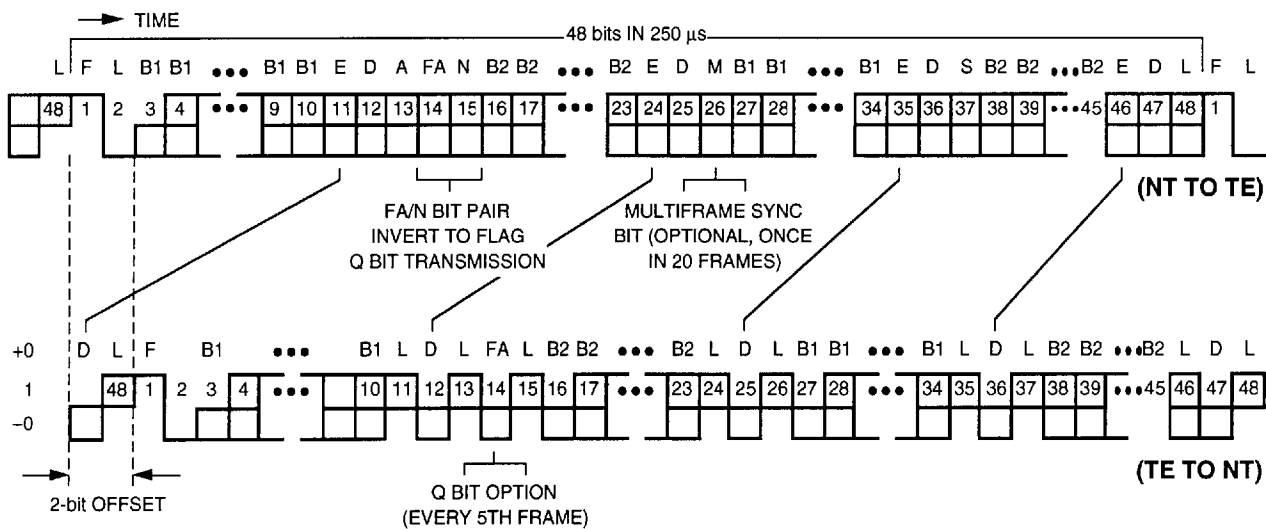 TIME
48 bits IN 250 µs
L F L B1 B1 ••• B1 B1 E D A FA N B2 B2 ••• B2 E D M B1 B1 ••• B1 E D S B2 B2 ••• B2 E D L F L
48 1 2 3 4 ••• 9 10 11 12 13 14 15 16 17 ••• 23 24 25 26 27 28 ••• 34 35 36 37 38 39 ••• 45 46 47 48 1
(NT TO TE)
FA/N BIT PAIR
INVERT TO FLAG
Q BIT TRANSMISSION
MULTIFRAME SYNC
BIT (OPTIONAL, ONCE
IN 20 FRAMES)
+0 D L F B1 ••• B1 L D L FA L B2 B2 ••• B2 L D L B1 B1 ••• B1 L D L B2 B2 ••• B2 L D L
1 48 1 2 3 4 ••• 10 11 12 13 14 15 16 17 ••• 23 24 25 26 27 28 ••• 34 35 36 37 38 39 ••• 45 46 47 48
–0
(TE TO NT)
2-bit OFFSET
Q BIT OPTION
(EVERY 5TH FRAME)